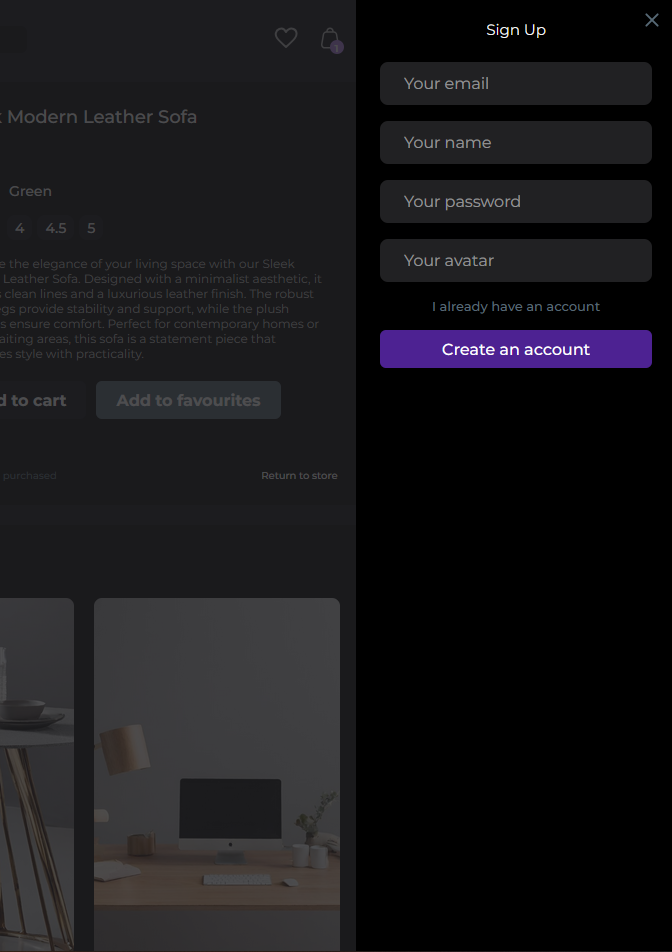 1
Modern Leather Sofa
Green
4 4.5 5
the elegance of your living space with our Sleek
Leather Sofa. Designed with a minimalist aesthetic, it
clean lines and a luxurious leather finish. The robust
provide stability and support, while the plush
ensure comfort. Perfect for contemporary homes or
areas, this sofa is a statement piece that
style with practicality.
to cart
Add to favourites
purchased
Return to store
Sign Up
Your email
Your name
Your password
Your avatar
I already have an account
Create an account